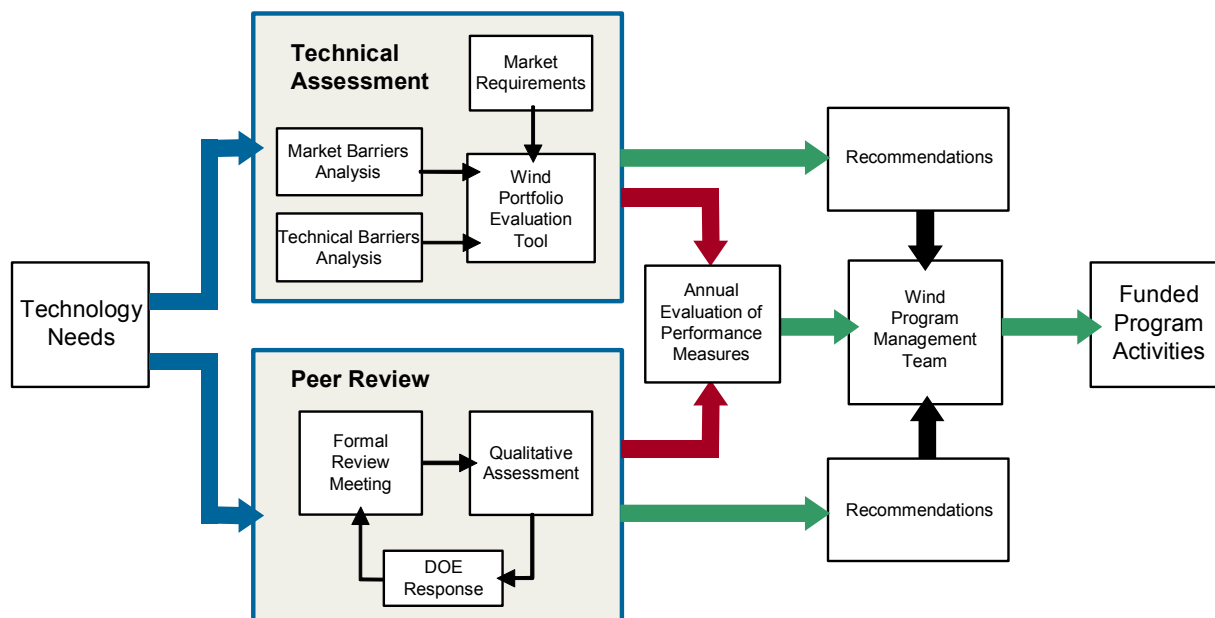 Technical
Assessment
Market
Requirements
Market Barriers
Analysis
Wind
Portfolio
Evaluation
Tool
Technical Barriers
Analysis
Recommendations
Technology
Needs
Annual
Evaluation of
Performance
Measures
Wind
Program
Management
Team
Funded
Program
Activities
Peer Review
Formal
Review
Meeting
Qualitative
Assessment
DOE
Response
Recommendations